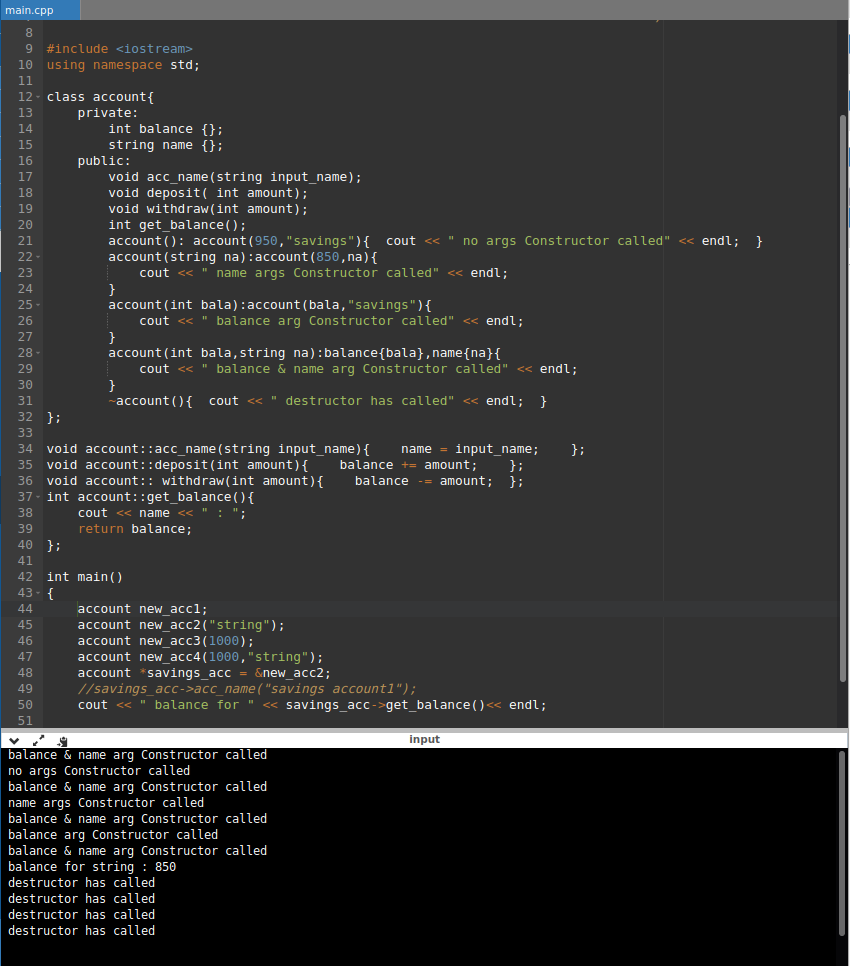 main.cpp
8
9 #include <iostream>
10 using namespace std;
11
12 class account{
13     private:
14         int balance {};
15         string name {};
16     public:
17         void acc_name(string input_name);
18         void deposit( int amount);
19         void withdraw(int amount);
20         int get_balance();
21         account(): account(950,"savings"){  cout << " no args Constructor called" << endl;  }
22         account(string na):account(850,na){
23             cout << " name args Constructor called" << endl;
24         }
25         account(int bala):account(bala,"savings"){
26             cout << " balance arg Constructor called" << endl;
27         }
28         account(int bala,string na):balance{bala},name{na}{
29             cout << " balance & name arg Constructor called" << endl;
30         }
31         ~account(){  cout << " destructor has called" << endl;  }
32 };
33
34 void account::acc_name(string input_name){    name = input_name;    };
35 void account::deposit(int amount){    balance += amount;    };
36 void account:: withdraw(int amount){    balance -= amount;  };
37 int account::get_balance(){
38     cout << name << " : ";
39     return balance;
40 };
41
42 int main()
43 {
44     account new_acc1;
45     account new_acc2("string");
46     account new_acc3(1000);
47     account new_acc4(1000,"string");
48     account *savings_acc = &new_acc2;
49     //savings_acc->acc_name("savings account1");
50     cout << " balance for " << savings_acc->get_balance()<< endl;
51
input
balance & name arg Constructor called
no args Constructor called
balance & name arg Constructor called
name args Constructor called
balance & name arg Constructor called
balance arg Constructor called
balance & name arg Constructor called
balance for string : 850
destructor has called
destructor has called
destructor has called
destructor has called